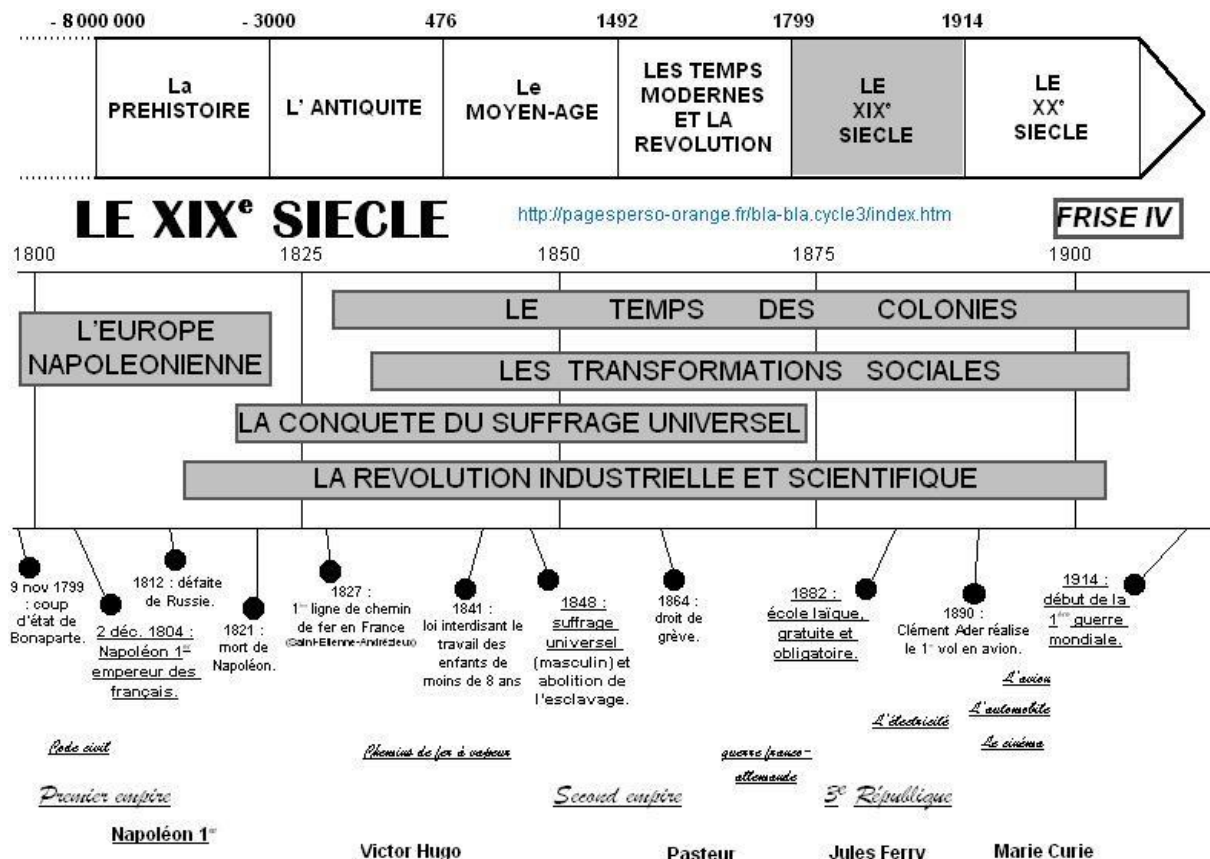 - 8 000 000
- 3000
476
1492
1799
1914
La
PREHISTOIRE
L' ANTIQUITE
Le
MOYEN-AGE
LES TEMPS
MODERNES
ET LA
REVOLUTION
LE
XIXe
SIECLE
LE
XXe
SIECLE
LE XIXe SIECLE
http://pagesperso-orange.fr/bla-bla.cycle3/index.htm
FRISE IV
1800
1825
1850
1875
1900
L'EUROPE
NAPOLEONIENNE
LE TEMPS DES COLONIES
LES TRANSFORMATIONS SOCIALES
LA CONQUETE DU SUFFRAGE UNIVERSEL
LA REVOLUTION INDUSTRIELLE ET SCIENTIFIQUE
9 nov 1799
: coup
d'état de
Bonaparte.
2 déc. 1804 :
Napoléon 1er
empereur des
français.
1812 : défaite
de Russie.
1821 :
mort de
Napoléon.
1827 :
1ère ligne de chemin
de fer en France
(Saint-Etienne-Andrézieux)
1841 :
loi interdisant le
travail des
enfants de
moins de 8 ans
1848 :
suffrage
universel
(masculin) et
abolition de
l'esclavage.
1864 :
droit de
grève.
1882 :
école laïque,
gratuite et
obligatoire.
1890 :
Clément Ader réalise
le 1er vol en avion.
1914 :
début de la
1ère guerre
mondiale.
Code civil
Chemins de fer à vapeur
guerre franco-
allemande
L'électricité
L'avion
L'automobile
Le cinéma
Premier empire
Second empire
3e République
Napoléon 1er
Victor Hugo
Pasteur
Jules Ferry
Marie Curie